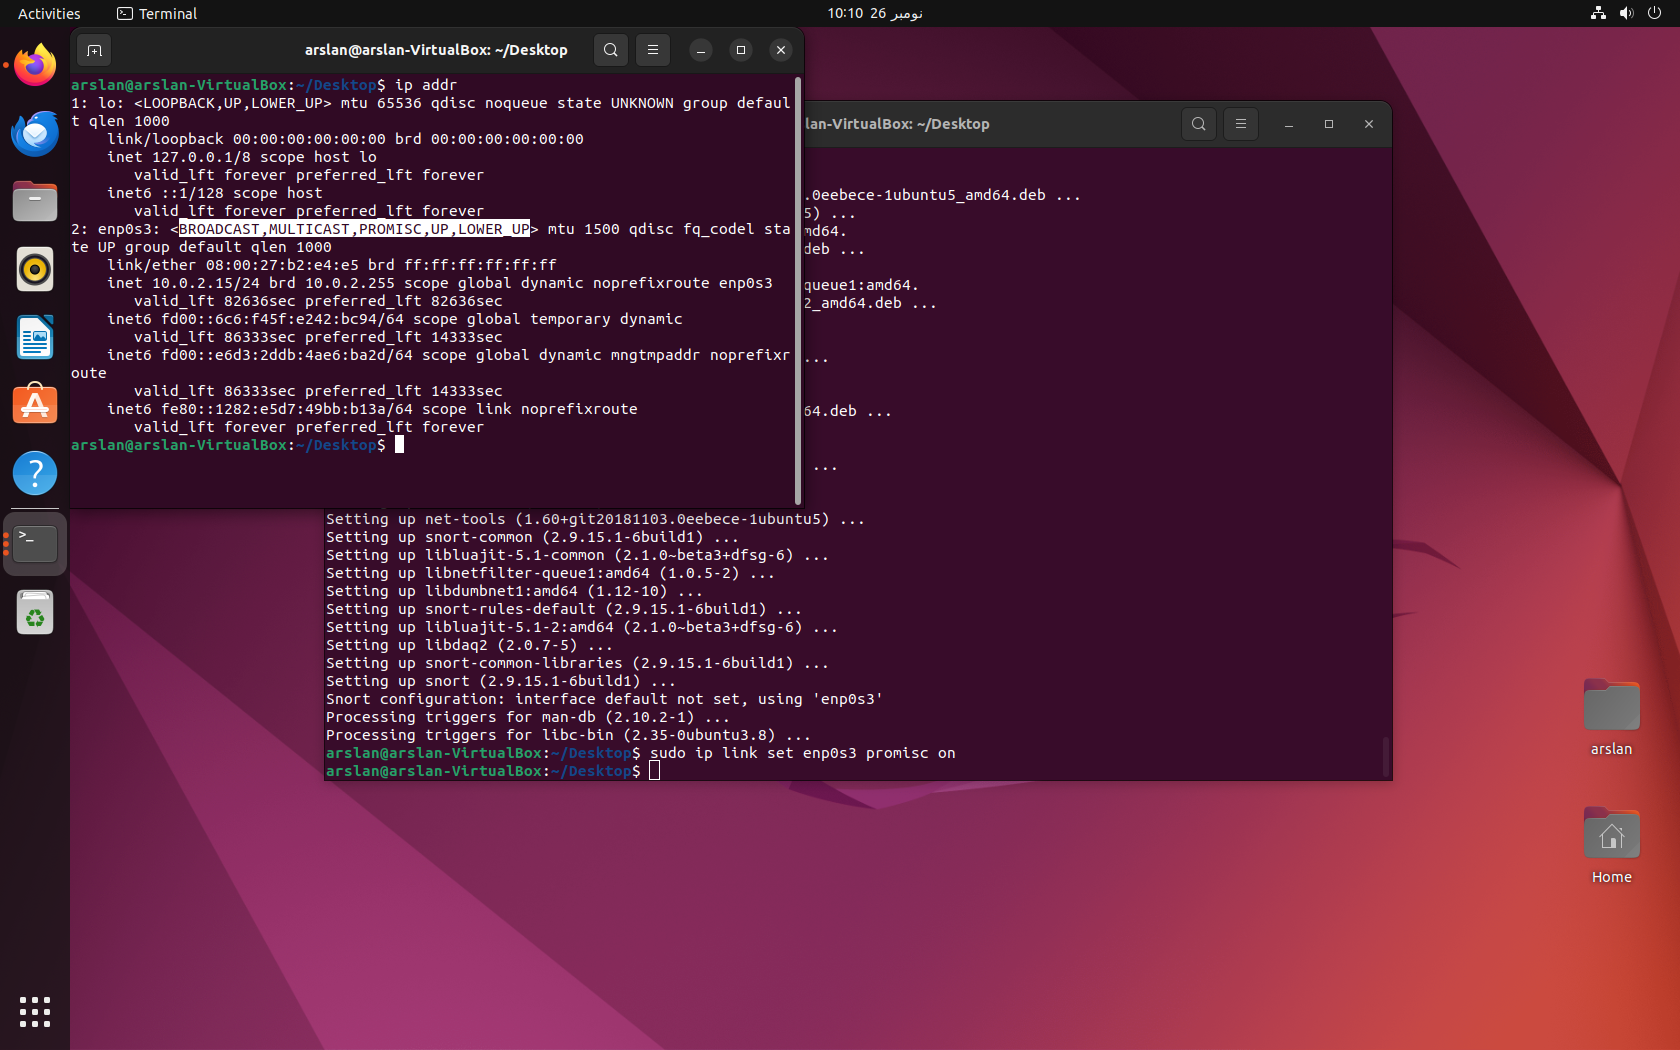 Activities
Terminal
نومبر 26  10:10
arslan@arslan-VirtualBox: ~/Desktop
arslan@arslan-VirtualBox:~/Desktop$ ip addr
1: lo: <LOOPBACK,UP,LOWER_UP> mtu 65536 qdisc noqueue state UNKNOWN group defaul
t qlen 1000
    link/loopback 00:00:00:00:00:00 brd 00:00:00:00:00:00
    inet 127.0.0.1/8 scope host lo
       valid_lft forever preferred_lft forever
    inet6 ::1/128 scope host
       valid_lft forever preferred_lft forever
2: enp0s3: <BROADCAST,MULTICAST,PROMISC,UP,LOWER_UP> mtu 1500 qdisc fq_codel sta
te UP group default qlen 1000
    link/ether 08:00:27:b2:e4:e5 brd ff:ff:ff:ff:ff:ff
    inet 10.0.2.15/24 brd 10.0.2.255 scope global dynamic noprefixroute enp0s3
       valid_lft 82636sec preferred_lft 82636sec
    inet6 fd00::6c6:f45f:e242:bc94/64 scope global temporary dynamic
       valid_lft 86333sec preferred_lft 14333sec
    inet6 fd00::e6d3:2ddb:4ae6:ba2d/64 scope global dynamic mngtmpaddr noprefixr
oute
       valid_lft 86333sec preferred_lft 14333sec
    inet6 fe80::1282:e5d7:49bb:b13a/64 scope link noprefixroute
       valid_lft forever preferred_lft forever
arslan@arslan-VirtualBox:~/Desktop$
lan-VirtualBox: ~/Desktop
.0eebece-1ubuntu5_amd64.deb ...
5) ...
md64.
deb ...
queue1:amd64.
2_amd64.deb ...
...
64.deb ...
...
Setting up net-tools (1.60+git20181103.0eebece-1ubuntu5) ...
Setting up snort-common (2.9.15.1-6build1) ...
Setting up libluajit-5.1-common (2.1.0~beta3+dfsg-6) ...
Setting up libnetfilter-queue1:amd64 (1.0.5-2) ...
Setting up libdumbnet1:amd64 (1.12-10) ...
Setting up snort-rules-default (2.9.15.1-6build1) ...
Setting up libluajit-5.1-2:amd64 (2.1.0~beta3+dfsg-6) ...
Setting up libdaq2 (2.0.7-5) ...
Setting up snort-common-libraries (2.9.15.1-6build1) ...
Setting up snort (2.9.15.1-6build1) ...
Snort configuration: interface default not set, using 'enp0s3'
Processing triggers for man-db (2.10.2-1) ...
Processing triggers for libc-bin (2.35-0ubuntu3.8) ...
arslan@arslan-VirtualBox:~/Desktop$ sudo ip link set enp0s3 promisc on
arslan@arslan-VirtualBox:~/Desktop$
arslan
Home